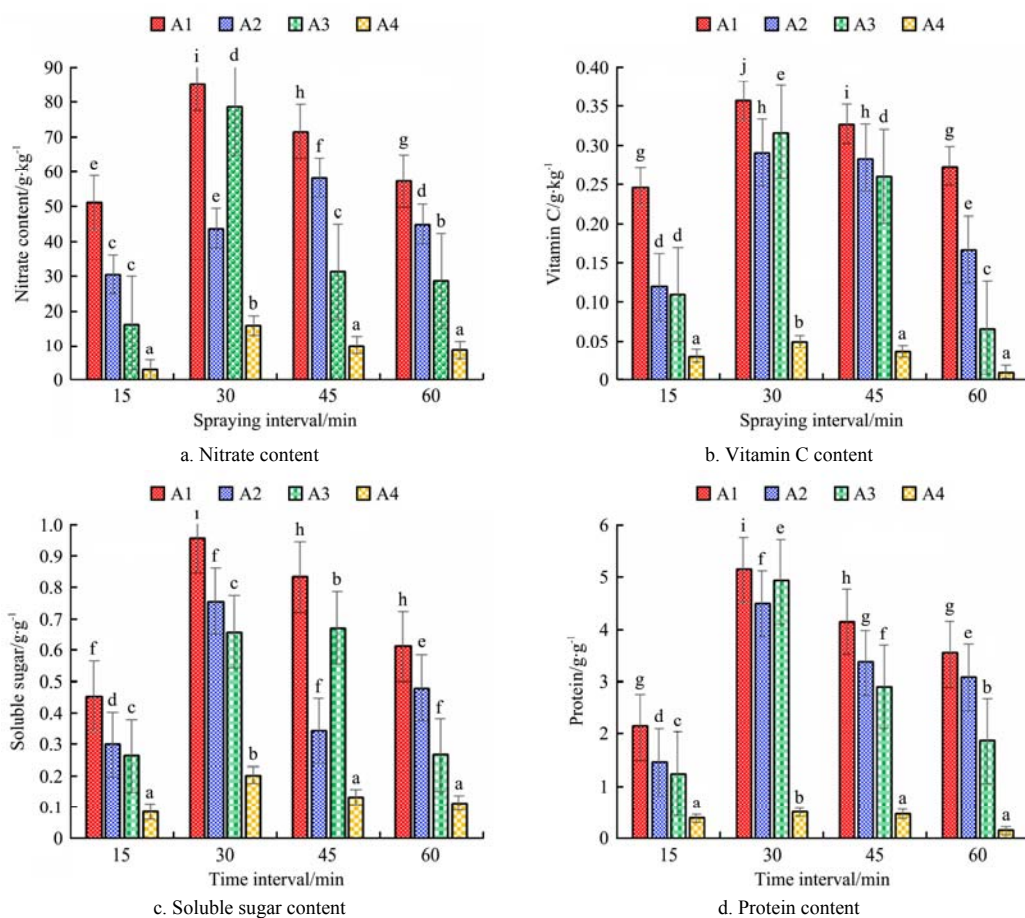 A1 A2 A3 A4
90
80
70
60
50
40
30
20
10
0
Nitrate content/g·kg⁻¹
e c c a
i e d b
h f c a
g d b a
15 30 45 60
Spraying interval/min
a. Nitrate content
A1 A2 A3 A4
0.40
0.35
0.30
0.25
0.20
0.15
0.10
0.05
0
Vitamin C/g·kg⁻¹
g d d a
j h e b
i h d a
g e c a
15 30 45 60
Spraying interval/min
b. Vitamin C content
A1 A2 A3 A4
1.0
0.9
0.8
0.7
0.6
0.5
0.4
0.3
0.2
0.1
0
Soluble sugar/g·g⁻¹
f d c a
i f c b
h f b a
h e f a
15 30 45 60
Time interval/min
c. Soluble sugar content
A1 A2 A3 A4
6
5
4
3
2
1
0
Protein/g·g⁻¹
g d c a
i f e b
h g f a
g e b a
15 30 45 60
Time interval/min
d. Protein content